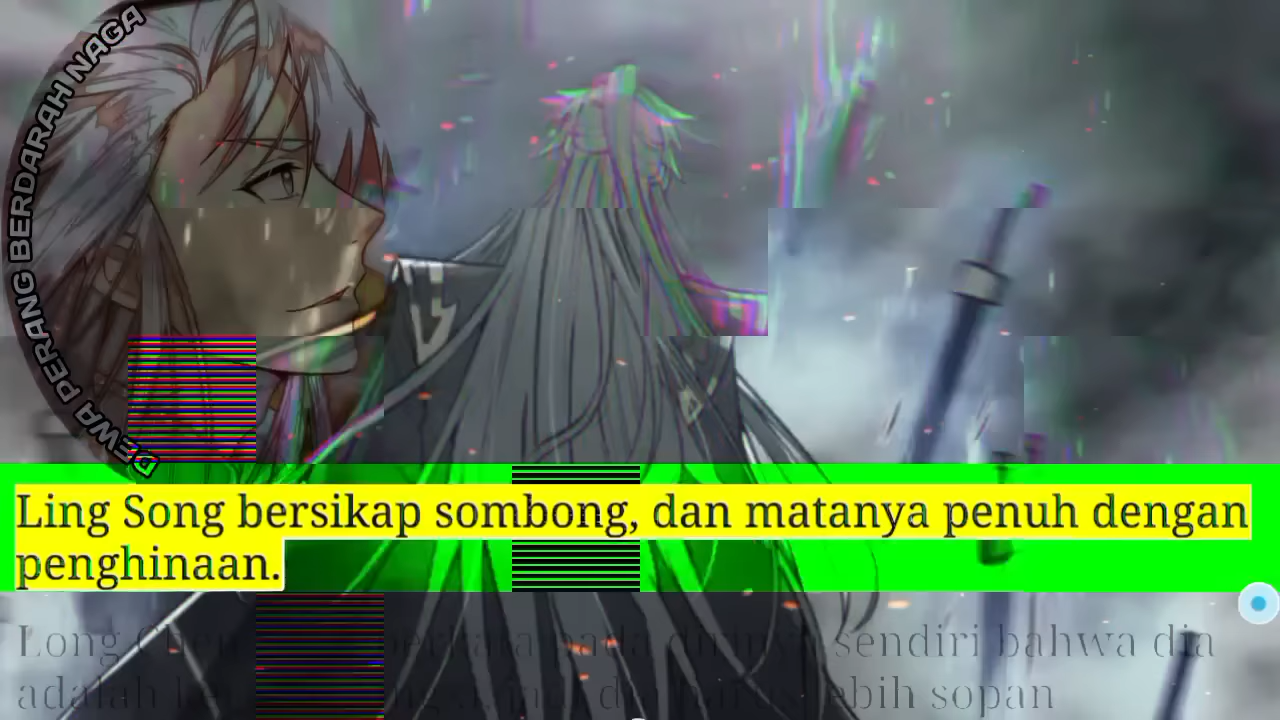 DEWA PERANG BERDARAH NAGA
Ling Song bersikap sombong, dan matanya penuh dengan
penghinaan.
Long sendiri bahwa dia
adalah lebih sopan